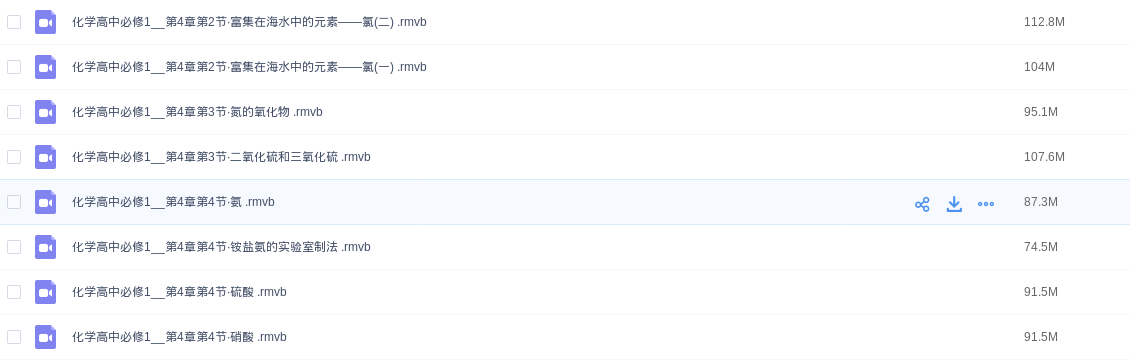 化学高中必修1__第4章第2节·富集在海水中的元素——氯(二) .rmvb 112.8M
化学高中必修1__第4章第2节·富集在海水中的元素——氯(一) .rmvb 104M
化学高中必修1__第4章第3节·氮的氧化物 .rmvb 95.1M
化学高中必修1__第4章第3节·二氧化硫和三氧化硫 .rmvb 107.6M
化学高中必修1__第4章第4节·氨 .rmvb 87.3M
化学高中必修1__第4章第4节·铵盐氨的实验室制法 .rmvb 74.5M
化学高中必修1__第4章第4节·硫酸 .rmvb 91.5M
化学高中必修1__第4章第4节·硝酸 .rmvb 91.5M